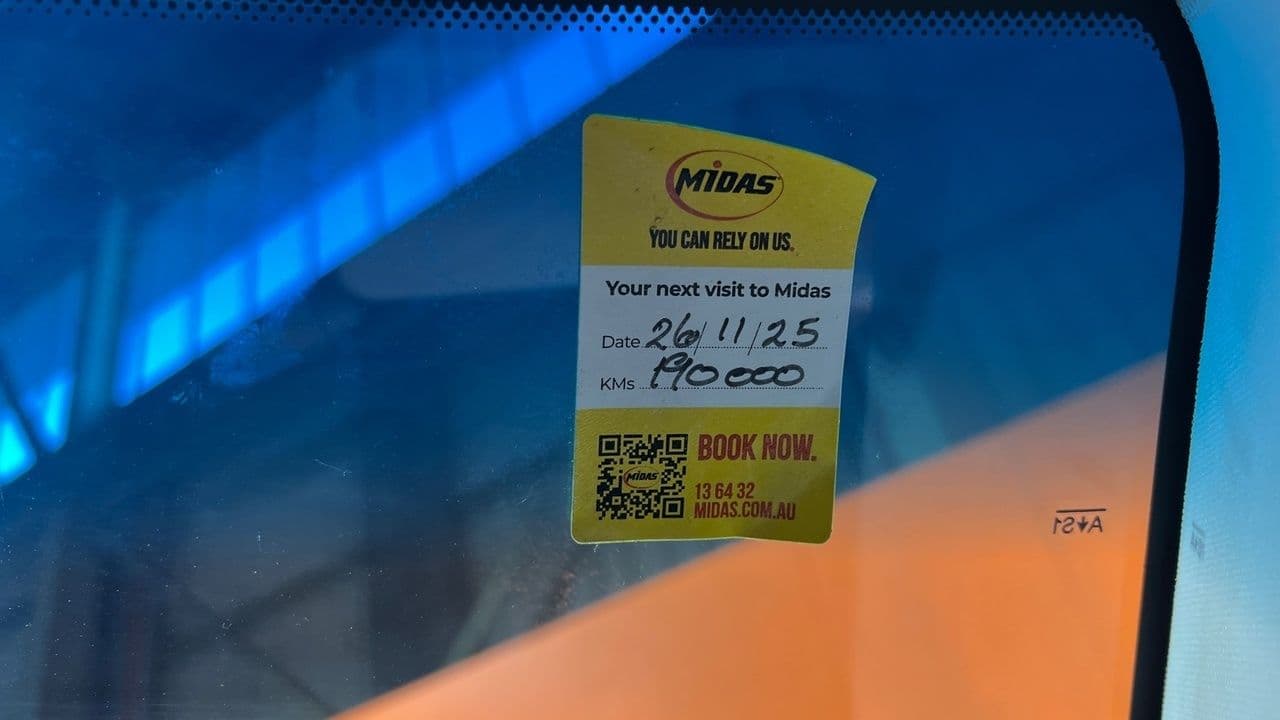 MIDAS
YOU CAN RELY ON US.
Your next visit to Midas
Date 26/11/25
KMs 190000
MIDAS
BOOK NOW.
13 64 32
MIDAS.COM.AU
AS1